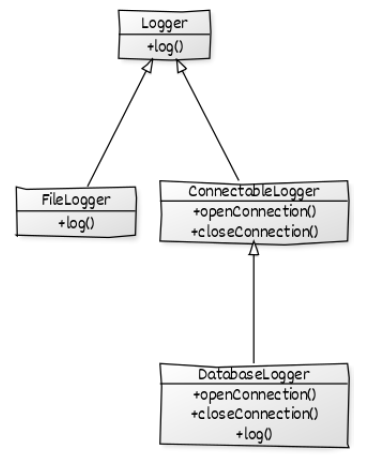 Logger
+log()
FileLogger
+log()
ConnectableLogger
+openConnection()
+closeConnection()
DatabaseLogger
+openConnection()
+closeConnection()
+log()